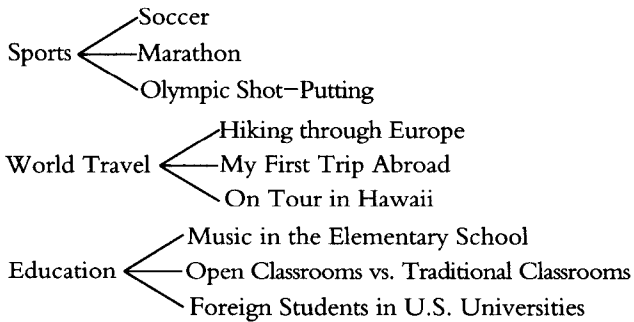 Soccer
Sports
Marathon
Olympic Shot-Putting
Hiking through Europe
World Travel
My First Trip Abroad
On Tour in Hawaii
Music in the Elementary School
Education
Open Classrooms vs. Traditional Classrooms
Foreign Students in U.S. Universities